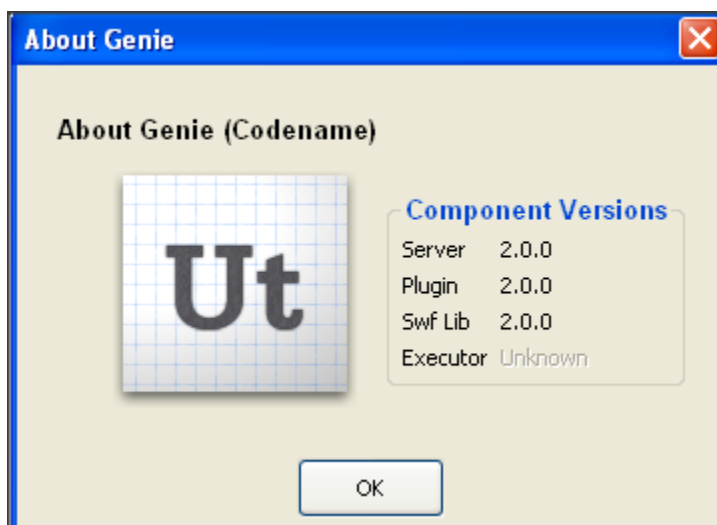 About Genie
About Genie (Codename)
Ut
Component Versions
Server 2.0.0
Plugin 2.0.0
Swf Lib 2.0.0
Executor Unknown
OK